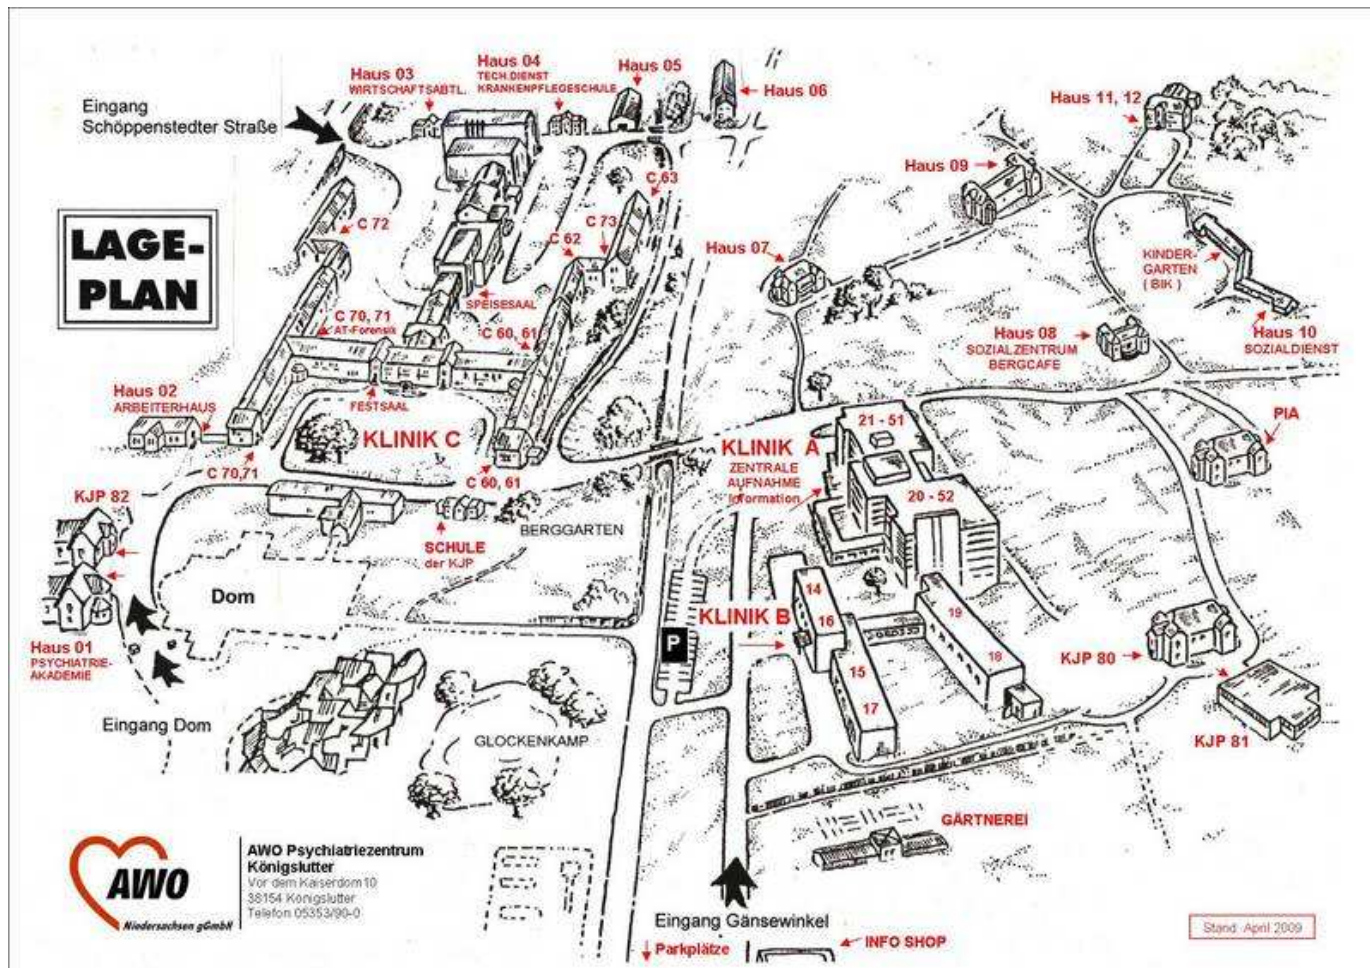 Eingang
Schöppenstedter Straße
Haus 03
WIRTSCHAFTSABTL.
Haus 04
TECH.DIENST
KRANKENPFLEGESCHULE
Haus 05
Haus 06
Haus 11, 12
Haus 09
LAGE-
PLAN
C 72
C 63
C 73
C 62
Haus 07
KINDER-
GARTEN
( BIK )
SPEISESAAL
C 70, 71
AT-Forensik
C 60, 61
Haus 08
SOZIALZENTRUM
BERGCAFE
Haus 10
SOZIALDIENST
Haus 02
ARBEITERHAUS
FESTSAAL
KLINIK C
21 - 51
PIA
KLINIK A
ZENTRALE
AUFNAHME
Information
C 70,71
C 60, 61
20 - 52
KJP 82
BERGGARTEN
SCHULE
der KJP
Dom
14
16
19
KLINIK B
P
Haus 01
PSYCHIATRIE-
AKADEMIE
18
KJP 80
15
17
Eingang Dom
GLOCKENKAMP
KJP 81
GÄRTNEREI
AWO
Niedersachsen gGmbH
AWO Psychiatriezentrum
Königslutter
Vor dem Kaiserdom 10
38154 Königslutter
Telefon 05353/90-0
Eingang Gänsewinkel
Parkplätze
INFO SHOP
Stand: April 2009